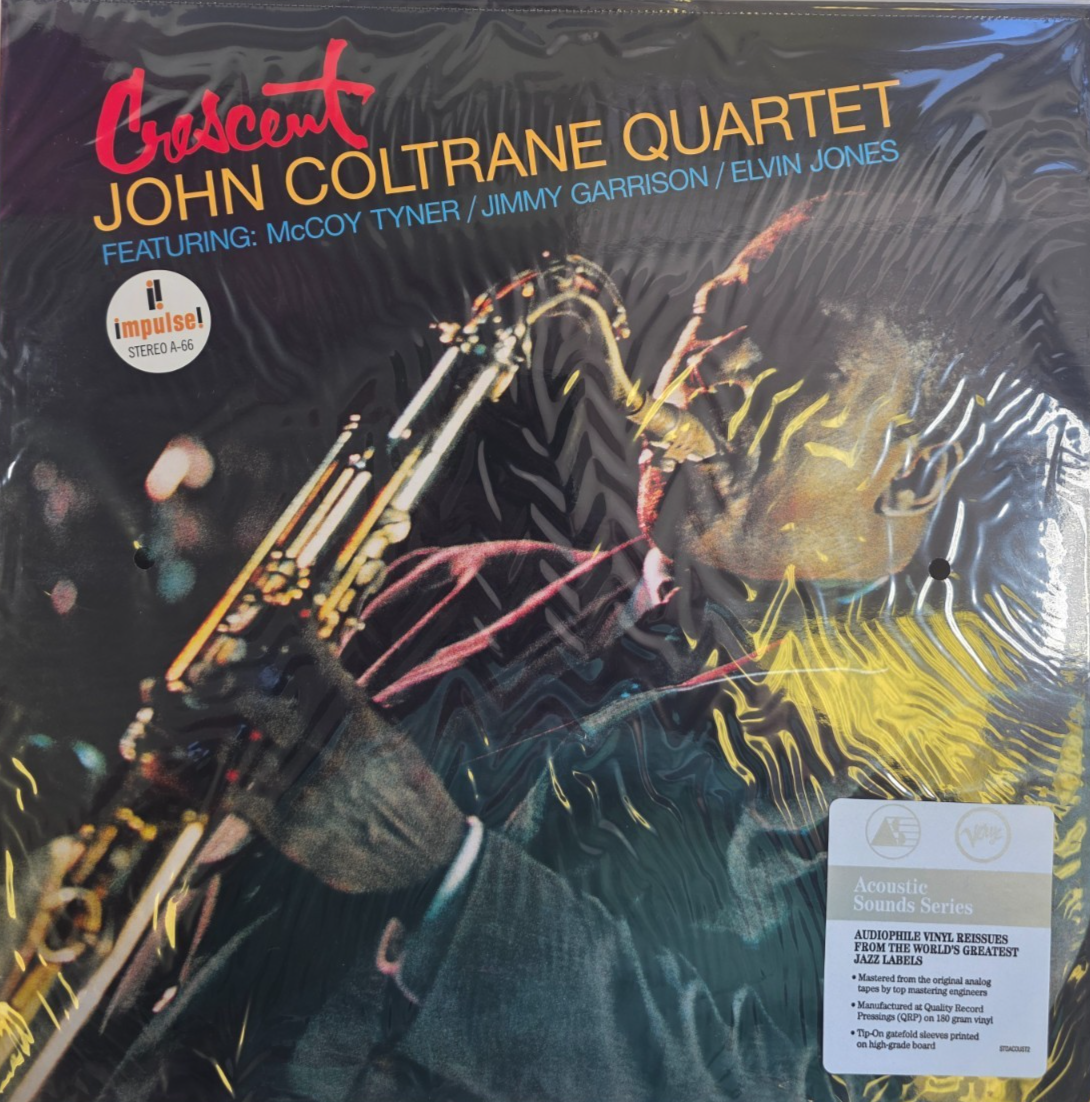 Crescent
JOHN COLTRANE QUARTET
FEATURING: McCOY TYNER / JIMMY GARRISON / ELVIN JONES
impulse!
STEREO A-66
Verve
Acoustic
Sounds Series
AUDIOPHILE VINYL REISSUES
FROM THE WORLD'S GREATEST
JAZZ LABELS
• Mastered from the original analog
tapes by top mastering engineers
• Manufactured at Quality Record
Pressings (QRP) on 180 gram vinyl
• Tip-On gatefold sleeves printed
on high-grade board